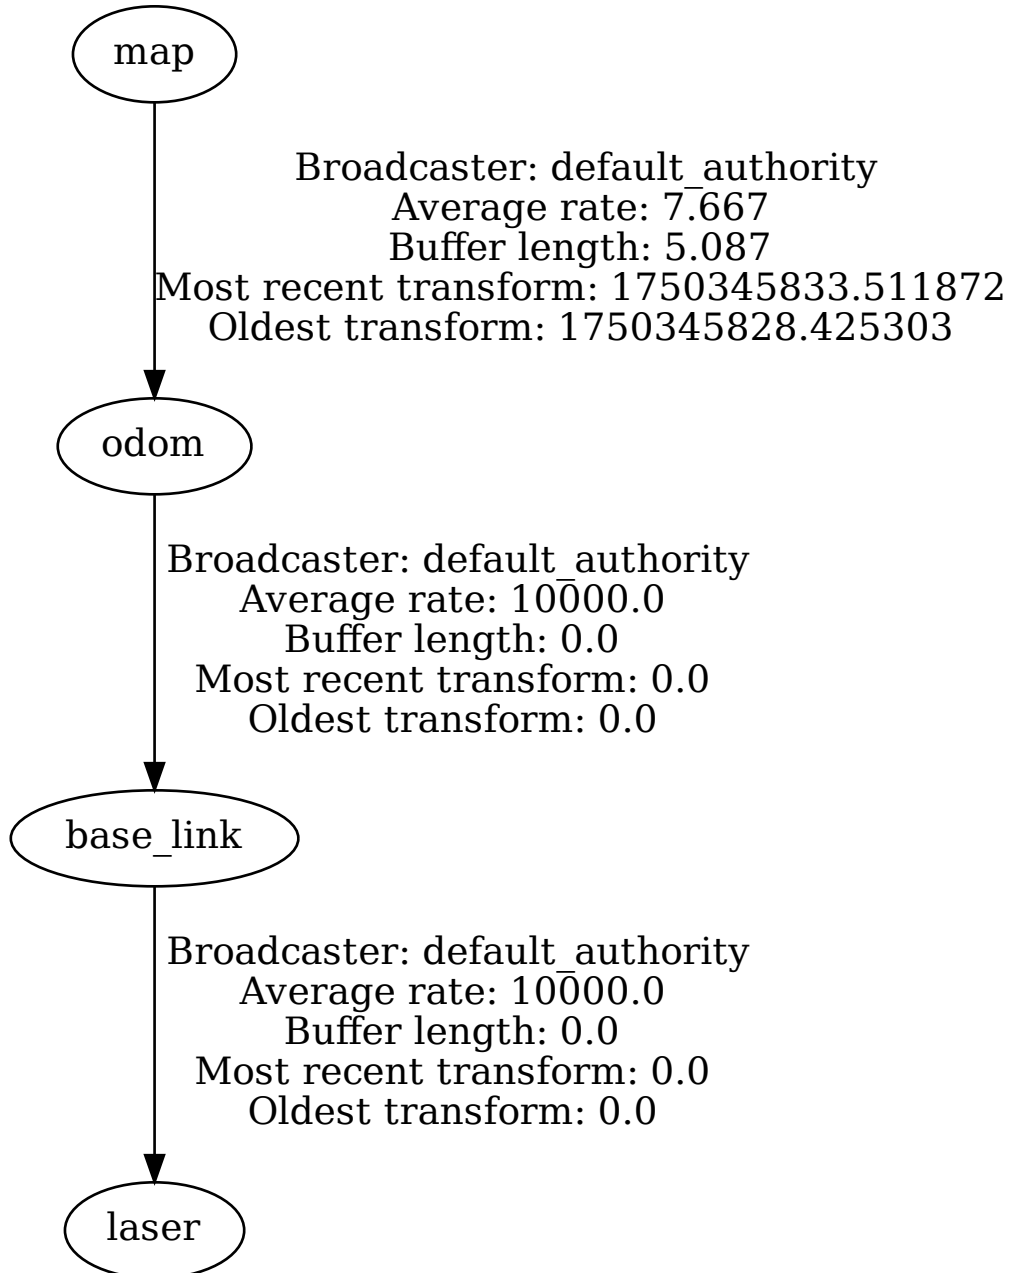 map
Broadcaster: default_authority
Average rate: 7.667
Buffer length: 5.087
Most recent transform: 1750345833.511872
Oldest transform: 1750345828.425303
odom
Broadcaster: default_authority
Average rate: 10000.0
Buffer length: 0.0
Most recent transform: 0.0
Oldest transform: 0.0
base_link
Broadcaster: default_authority
Average rate: 10000.0
Buffer length: 0.0
Most recent transform: 0.0
Oldest transform: 0.0
laser